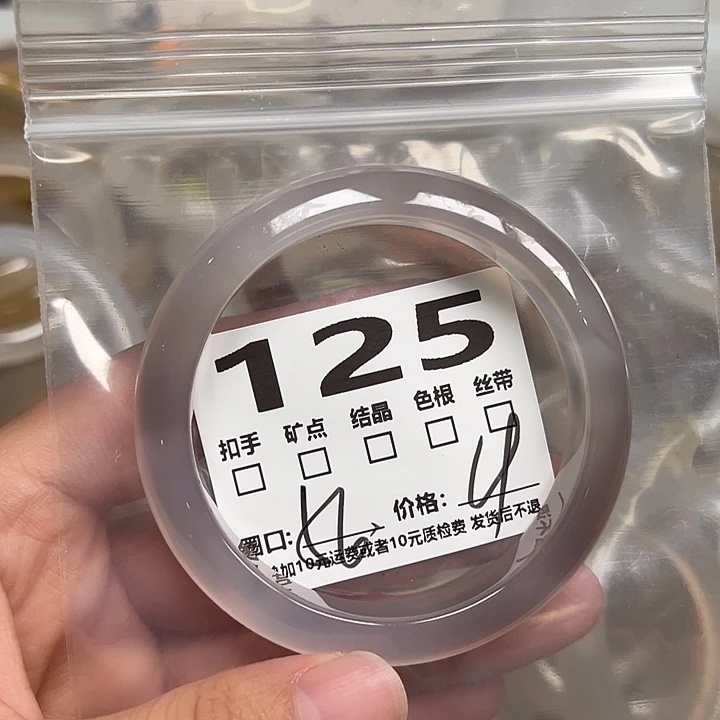 125
扣手 矿点 结晶 色根 丝带
圈口: 价格:
加10元运费或者10元质检费 发货后不退